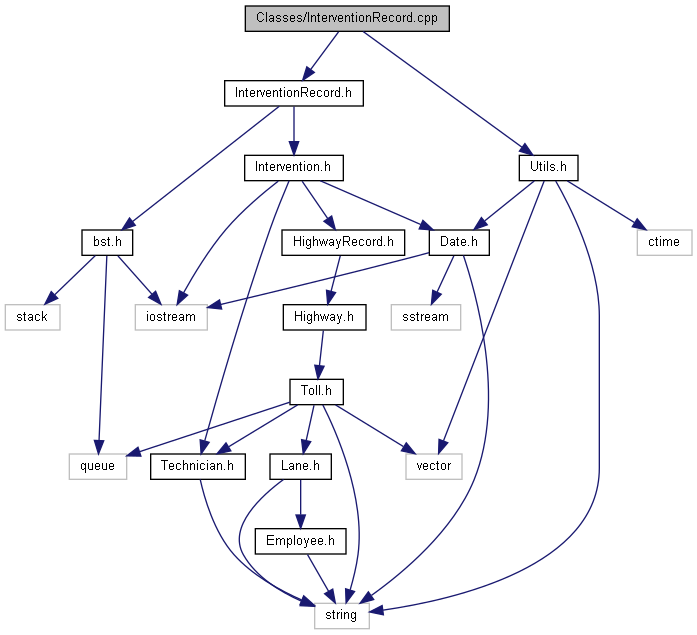 Classes/InterventionRecord.cpp
InterventionRecord.h
Intervention.h
Utils.h
bst.h
HighwayRecord.h
Date.h
ctime
stack
iostream
Highway.h
sstream
Toll.h
queue
Technician.h
Lane.h
vector
Employee.h
string